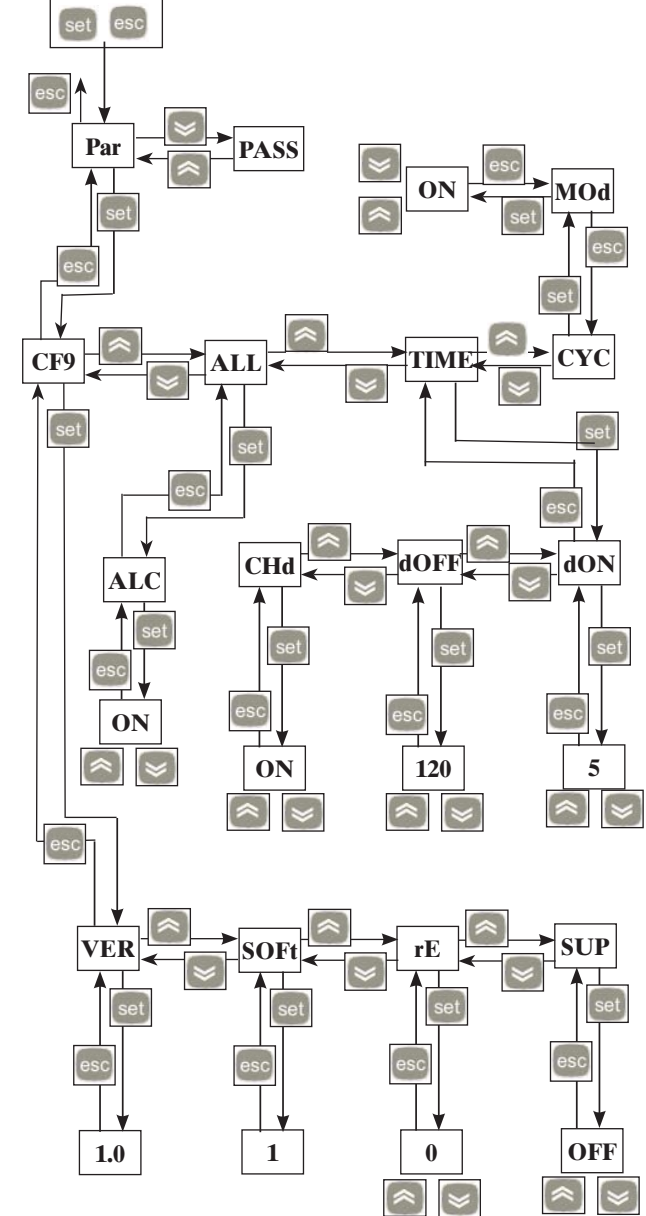 set esc
esc
Par PASS
set
esc
ON esc MOd
set
esc
set
CF9 ALL TIME CYC
set
set
set
esc
esc
ALC
CHd dOFF dON
set
set
set
set
esc
esc
esc
esc
ON
ON 120 5
esc
VER SOFt rE SUP
set set set set
esc esc esc esc
1.0 1 0 OFF